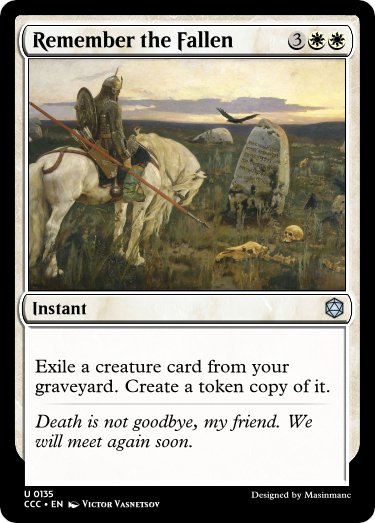 Remember the Fallen 3
Instant
Exile a creature card from your
graveyard. Create a token copy of it.
Death is not goodbye, my friend. We
will meet again soon.
U 0135
CCC • EN Victor Vasnetsov
Designed by Masinmanc